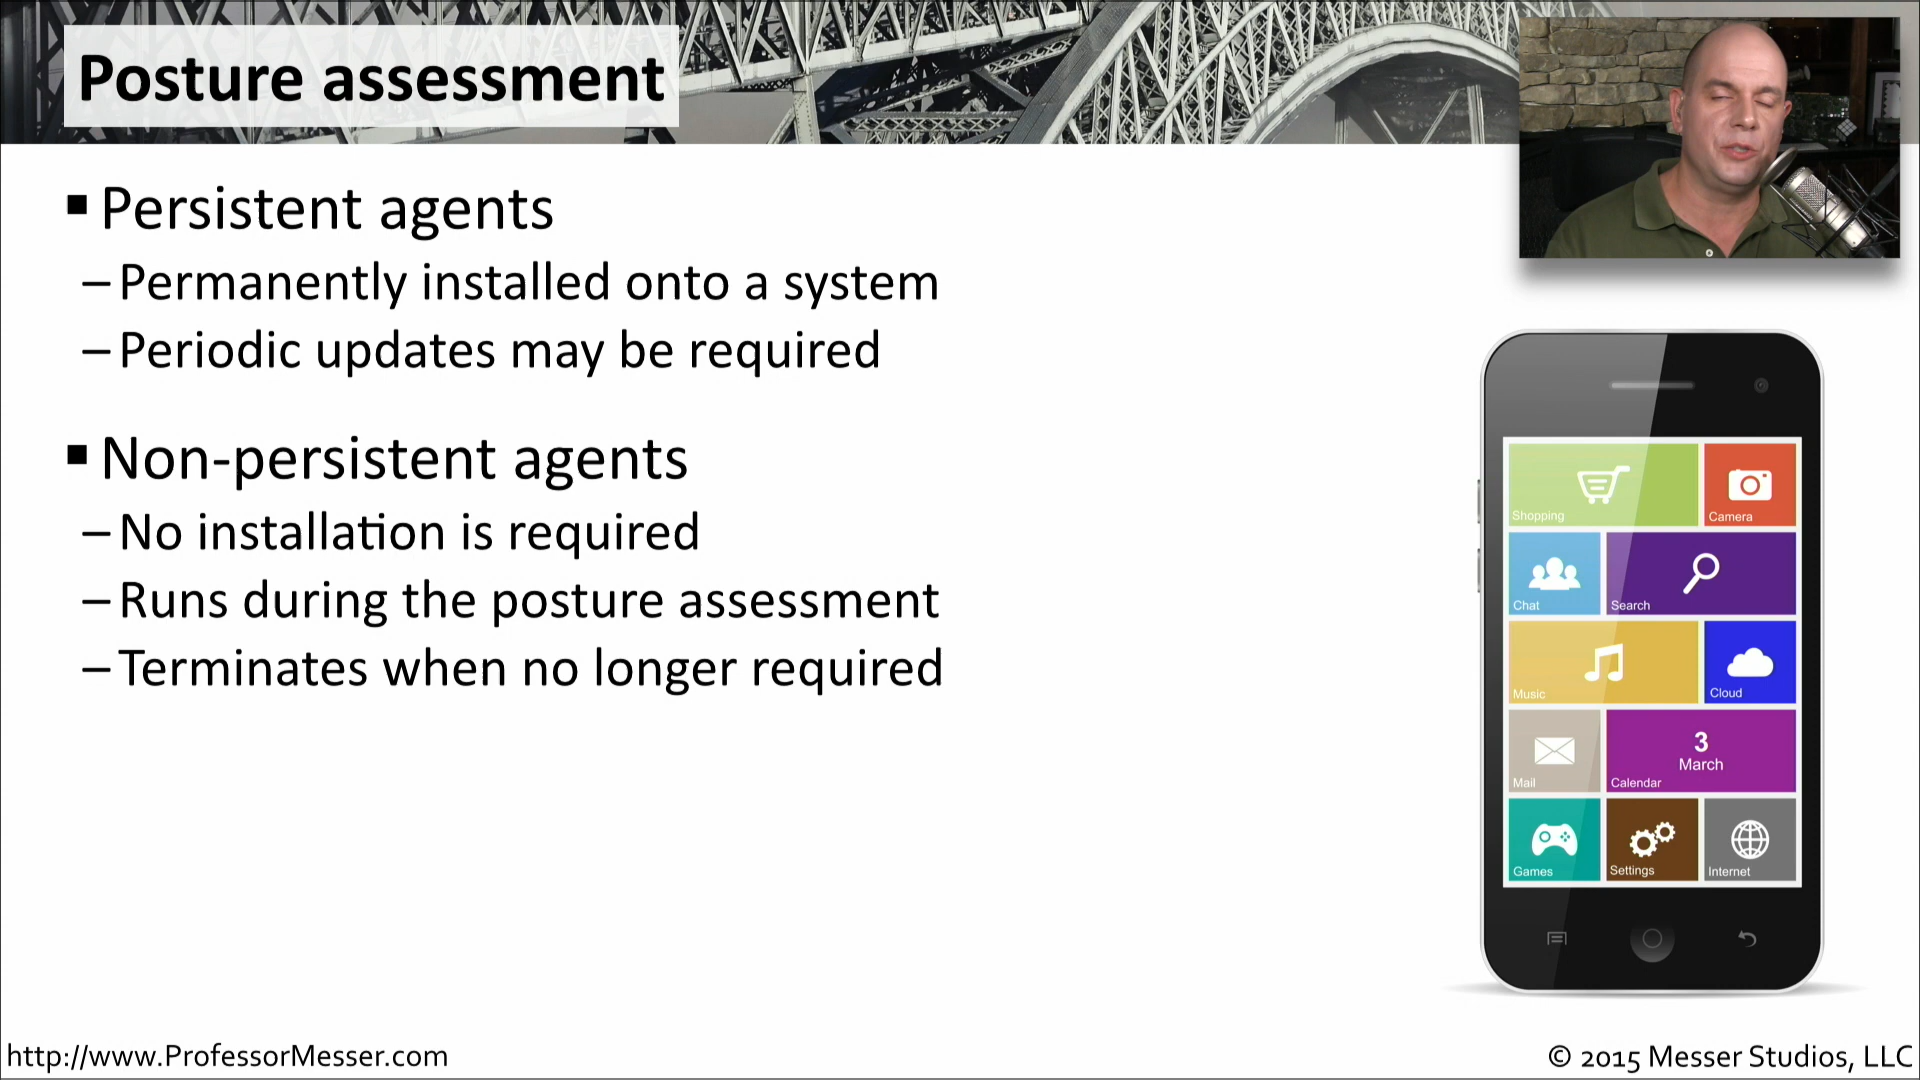 Posture assessment
▪ Persistent agents
– Permanently installed onto a system
– Periodic updates may be required
▪ Non-persistent agents
– No installation is required
– Runs during the posture assessment
– Terminates when no longer required
Shopping
Camera
Chat
Search
Music
Cloud
Mail
3
March
Calendar
Games
Settings
Internet
http://www.ProfessorMesser.com
© 2015 Messer Studios, LLC